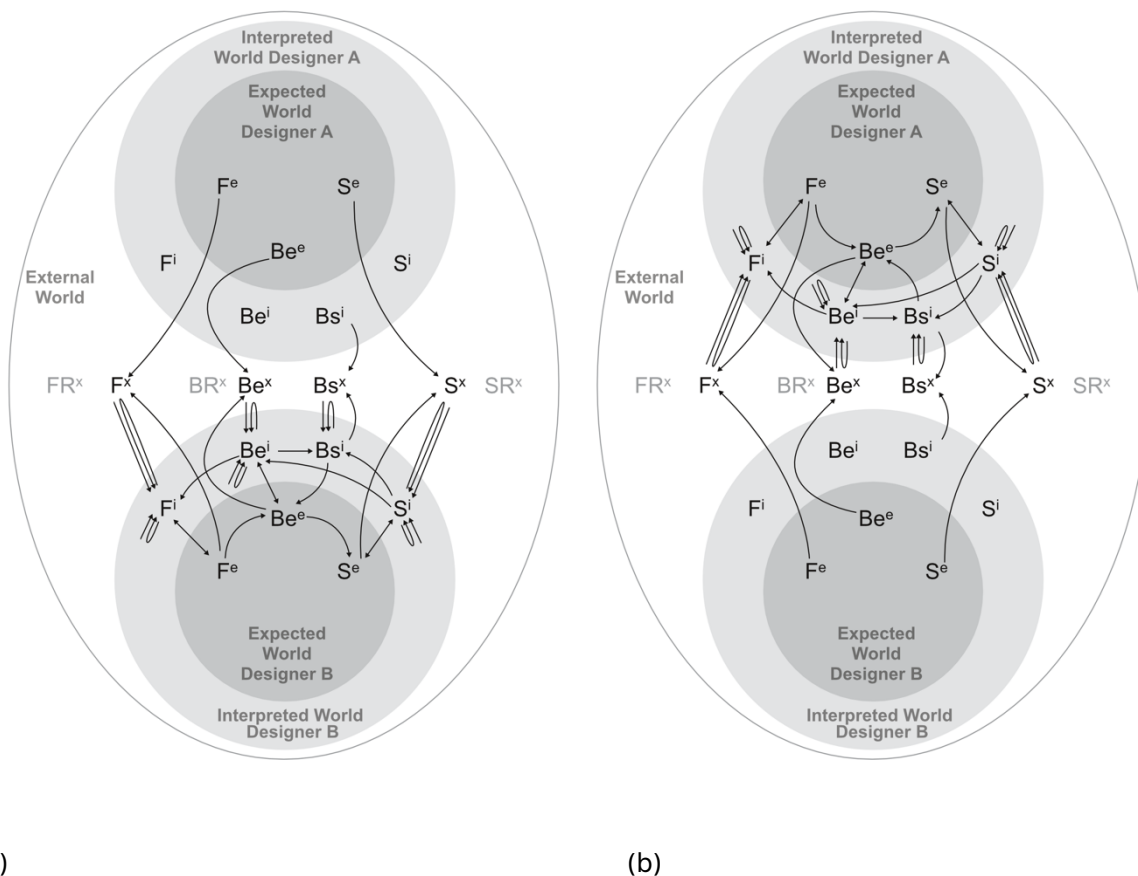 Interpreted
World Designer A
Expected
World
Designer A
Fᵉ Sᵉ
Beᵉ
Fⁱ Sⁱ
External
World
Beⁱ Bsⁱ
FRˣ Fˣ BRˣ Beˣ Bsˣ Sˣ SRˣ
Beⁱ Bsⁱ
Fⁱ Sⁱ
Beᵉ
Fᵉ Sᵉ
Expected
World
Designer B
Interpreted World
Designer B
)
Interpreted
World Designer A
Expected
World
Designer A
Fᵉ Sᵉ
Beᵉ
Fⁱ Sⁱ
External
World
Beⁱ Bsⁱ
FRˣ Fˣ BRˣ Beˣ Bsˣ Sˣ SRˣ
Beⁱ Bsⁱ
Fⁱ Sⁱ
Beᵉ
Fᵉ Sᵉ
Expected
World
Designer B
Interpreted World
Designer B
(b)